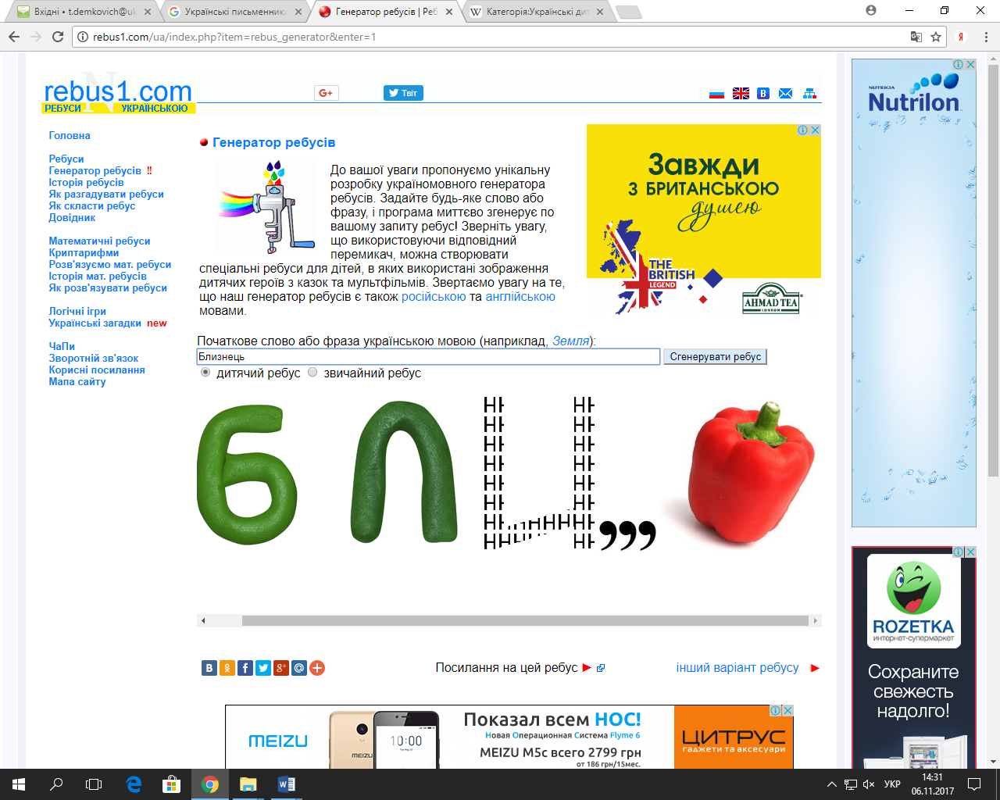 Вхідні • t.demkovich@uk
Українські письменники
Генератор ребусів | Реб
Категорія:Українські дит
rebus1.com/ua/index.php?item=rebus_generator&enter=1
rebus1.com
РЕБУСИ УКРАЇНСЬКОЮ
G+
Твіт
Головна
Ребуси
Генератор ребусів !!
Історія ребусів
Як разгадувати ребуси
Як скласти ребус
Довідник
Математичні ребуси
Криптарифми
Розв'язуємо мат. ребуси
Історія мат. ребусів
Як розв'язувати ребуси
Логічні ігри
Українські загадки new
ЧаПи
Зворотній зв'язок
Корисні посилання
Мапа сайту
Генератор ребусів
До вашої уваги пропонуємо унікальну
розробку україномовного генератора
ребусів. Задайте будь-яке слово або
фразу, і програма миттєво згенерує по
вашому запиту ребус! Зверніть увагу,
що використовуючи відповідний
перемикач, можна створювати
спеціальні ребуси для дітей, в яких використані зображення
дитячих героїв з казок та мультфільмів. Звертаємо увагу на те,
що наш генератор ребусів є також російською та англійською
мовами.
Завжди
З БРИТАНСЬКОЮ
душею
THE
BRITISH
LEGEND
AHMAD TEA
LONDON
Початкове слово або фраза українською мовою (наприклад, Земля):
Близнець
Сгенерувати ребус
дитячий ребус звичайний ребус
Б Л И ,,,
Посилання на цей ребус
інший варіант ребусу
MEIZU
10:00
MEIZU
Показал всем НОС!
Новая Операционная Система Flyme 6
MEIZU M5c всего 2799 грн
от 186 грн/15мес.
ЦИТРУС
гаджети та аксесуари
NUTRICIA
Nutrilon
ROZETKA
интернет-супермаркет
Сохраните
свежесть
надолго!
УКР
14:31
06.11.2017